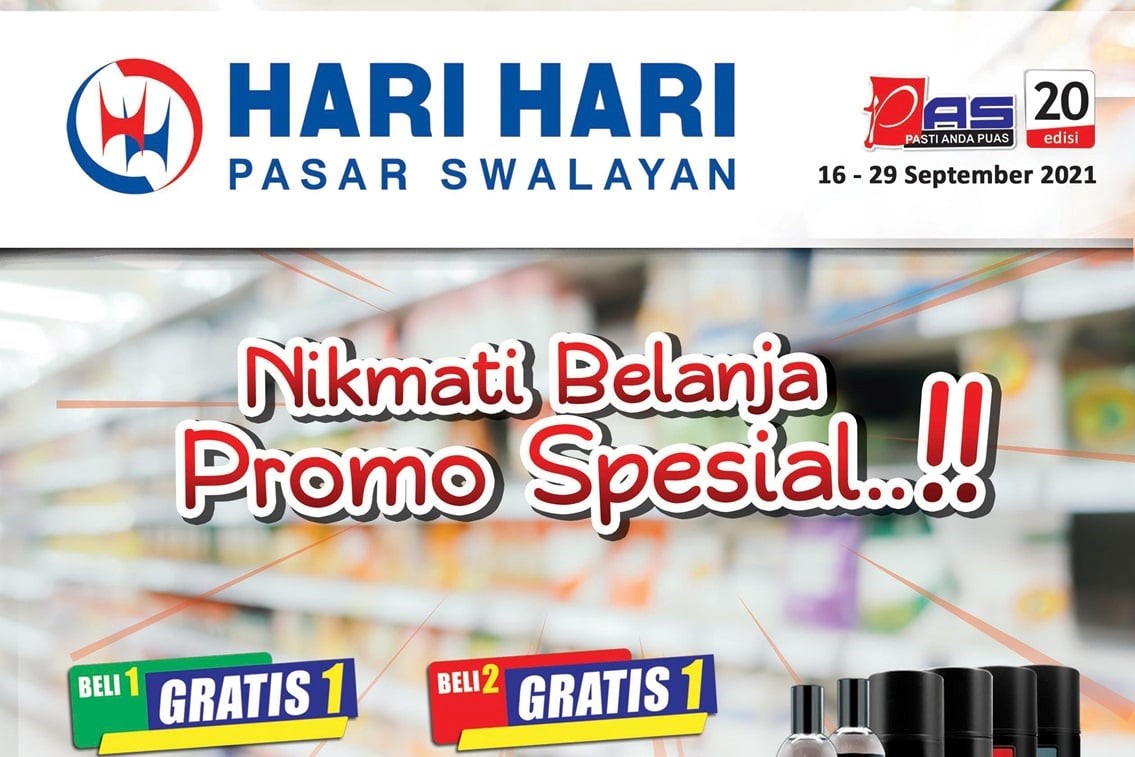 HARI HARI
PASAR SWALAYAN
PAS
PASTI ANDA PUAS
20
edisi
16 - 29 September 2021
Nikmati Belanja
Promo Spesial..!!
BELI 1 GRATIS 1
BELI 2 GRATIS 1